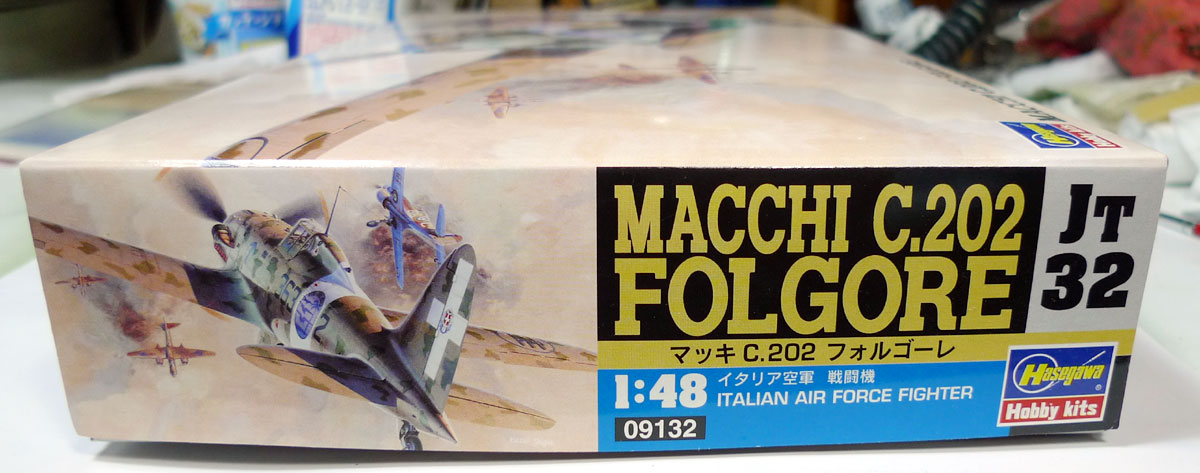 MACCHI C.202
FOLGORE
JT
32
マッキ C.202 フォルゴーレ
1:48
イタリア空軍 戦闘機
ITALIAN AIR FORCE FIGHTER
09132
Hasegawa
®
Hobby kits